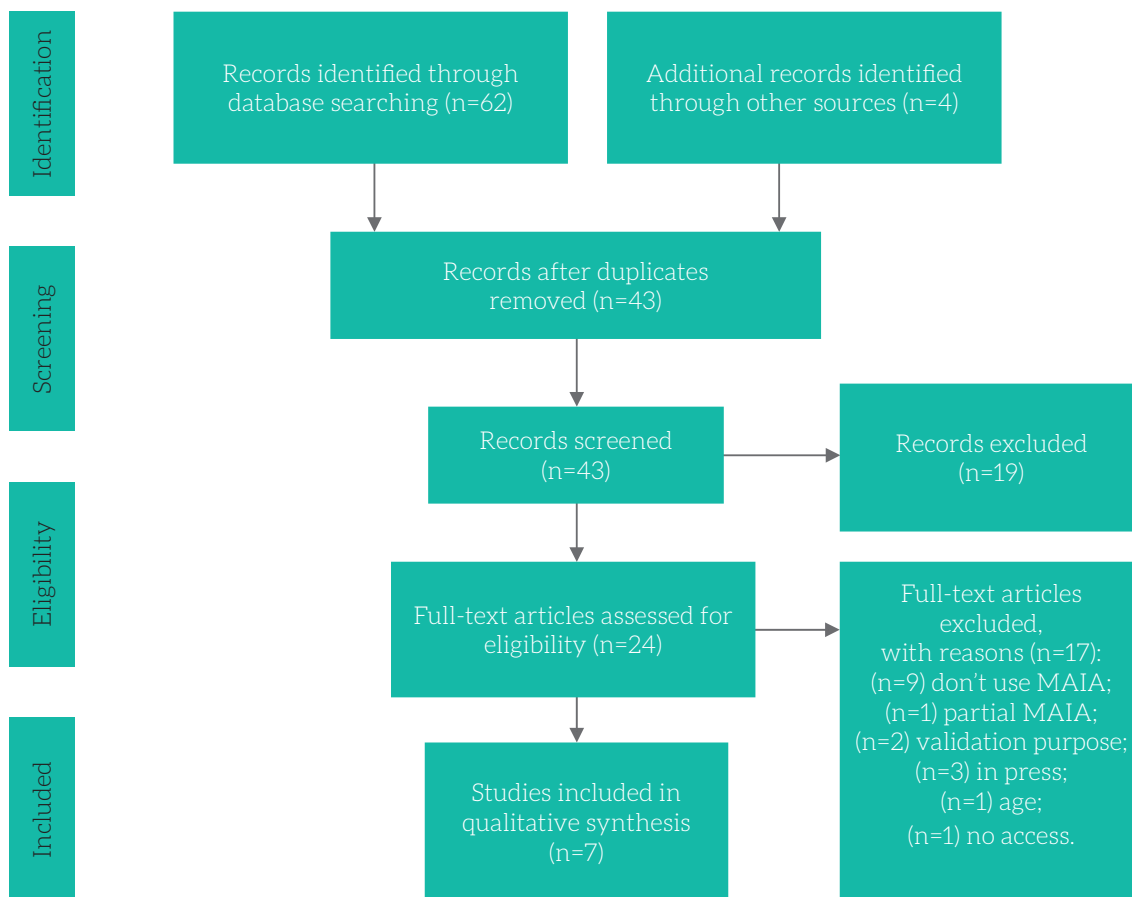 Identification
Records identified through
database searching (n=62)
Additional records identified
through other sources (n=4)
Screening
Records after duplicates
removed (n=43)
Records screened
(n=43)
Records excluded
(n=19)
Eligibility
Full-text articles assessed for
eligibility (n=24)
Full-text articles
excluded,
with reasons (n=17):
(n=9) don't use MAIA;
(n=1) partial MAIA;
(n=2) validation purpose;
(n=3) in press;
(n=1) age;
(n=1) no access.
Included
Studies included in
qualitative synthesis
(n=7)